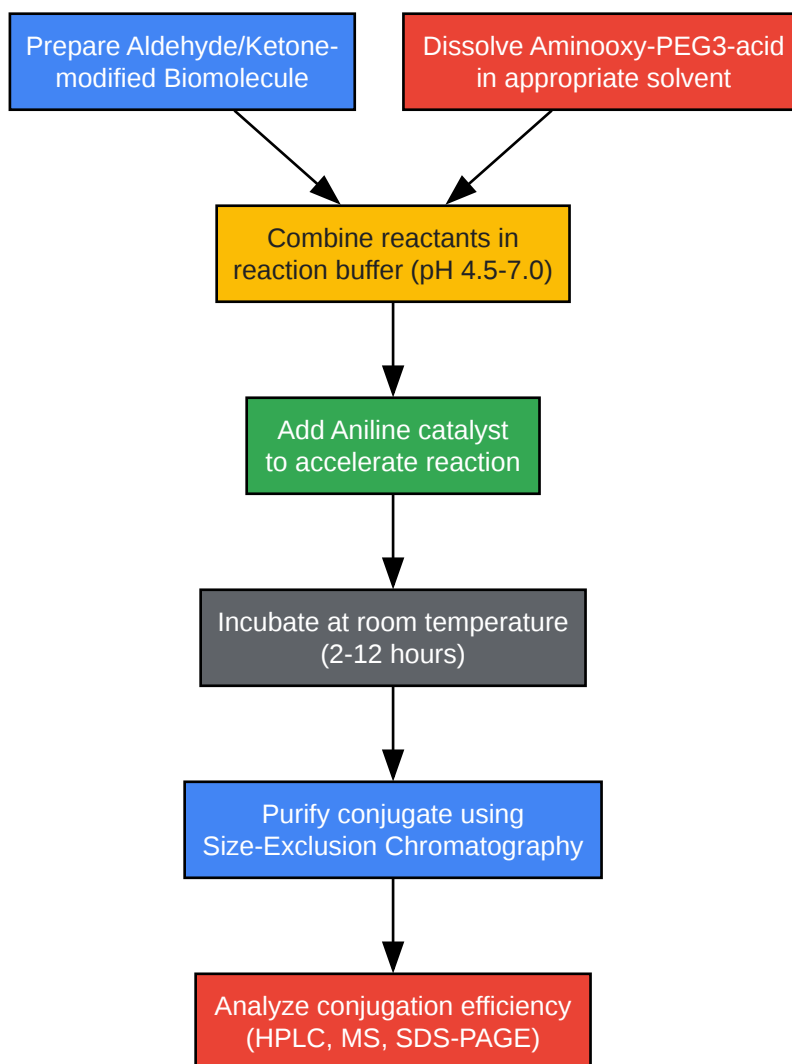 Prepare Aldehyde/Ketone-
modified Biomolecule
Dissolve Aminooxy-PEG3-acid
in appropriate solvent
Combine reactants in
reaction buffer (pH 4.5-7.0)
Add Aniline catalyst
to accelerate reaction
Incubate at room temperature
(2-12 hours)
Purify conjugate using
Size-Exclusion Chromatography
Analyze conjugation efficiency
(HPLC, MS, SDS-PAGE)